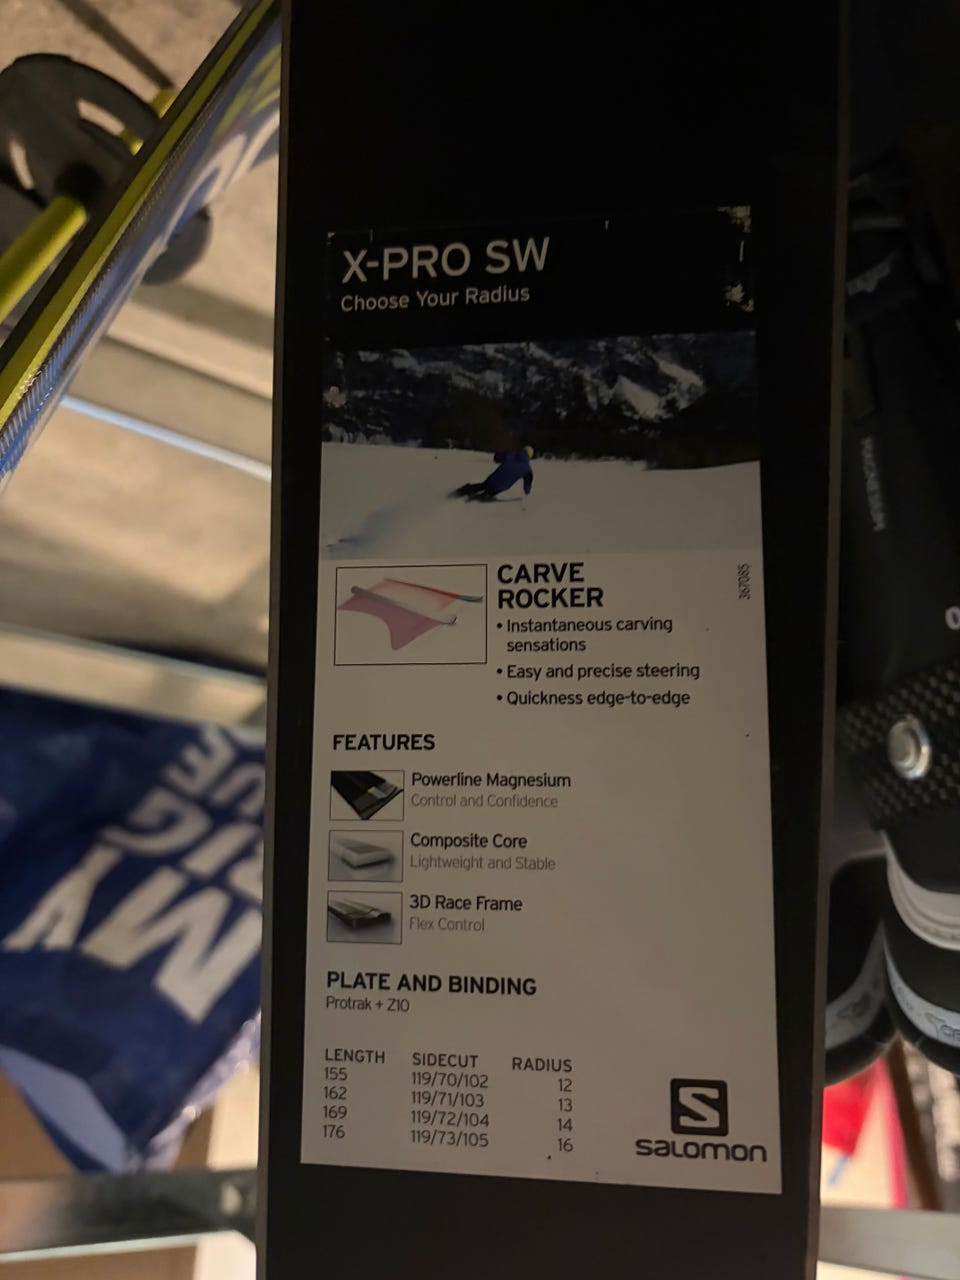 X-PRO SW
Choose Your Radius
CARVE
ROCKER
• Instantaneous carving
sensations
• Easy and precise steering
• Quickness edge-to-edge
367085
FEATURES
Powerline Magnesium
Control and Confidence
Composite Core
Lightweight and Stable
3D Race Frame
Flex Control
PLATE AND BINDING
Protrak + Z10
LENGTH SIDECUT RADIUS
155 119/70/102 12
162 119/71/103 13
169 119/72/104 14
176 119/73/105 16
SALOMON
MAGNESIUM
MY
BIG